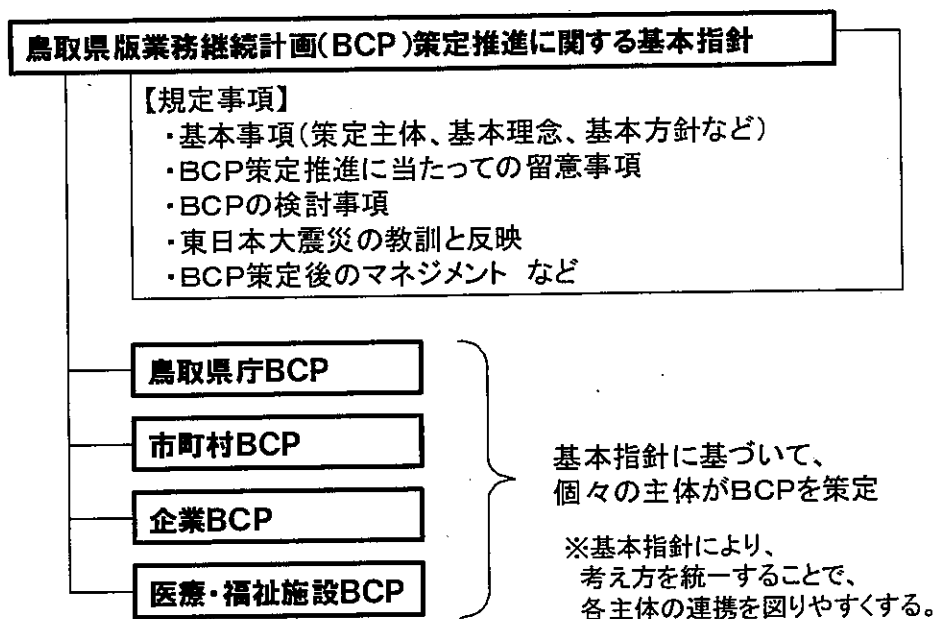 鳥取県版業務継続計画(BCP)策定推進に関する基本指針
【規定事項】
・基本事項(策定主体、基本理念、基本方針など)
・BCP策定推進に当たっての留意事項
・BCPの検討事項
・東日本大震災の教訓と反映
・BCP策定後のマネジメント など
鳥取県庁BCP
市町村BCP
企業BCP
医療・福祉施設BCP
基本指針に基づいて、
個々の主体がBCPを策定
※基本指針により、
考え方を統一することで、
各主体の連携を図りやすくする。